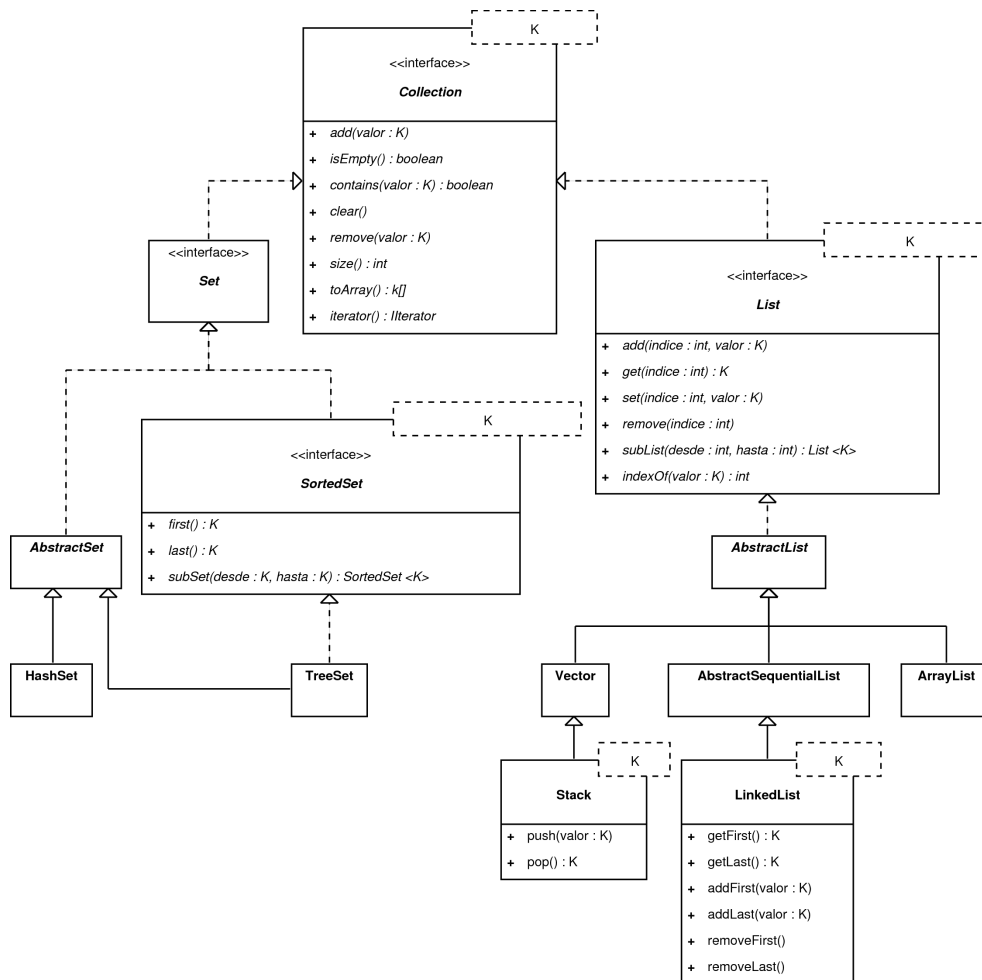 K
<<interface>>
Collection
+ add(valor : K)
+ isEmpty() : boolean
+ contains(valor : K) : boolean
+ clear()
+ remove(valor : K)
+ size() : int
+ toArray() : k[]
+ iterator() : IIterator
<<interface>>
Set
K
<<interface>>
List
+ add(indice : int, valor : K)
+ get(indice : int) : K
+ set(indice : int, valor : K)
+ remove(indice : int)
+ subList(desde : int, hasta : int) : List <K>
+ indexOf(valor : K) : int
K
<<interface>>
SortedSet
+ first() : K
+ last() : K
+ subSet(desde : K, hasta : K) : SortedSet <K>
AbstractSet
AbstractList
HashSet
TreeSet
Vector
AbstractSequentialList
ArrayList
K
Stack
+ push(valor : K)
+ pop() : K
K
LinkedList
+ getFirst() : K
+ getLast() : K
+ addFirst(valor : K)
+ addLast(valor : K)
+ removeFirst()
+ removeLast()